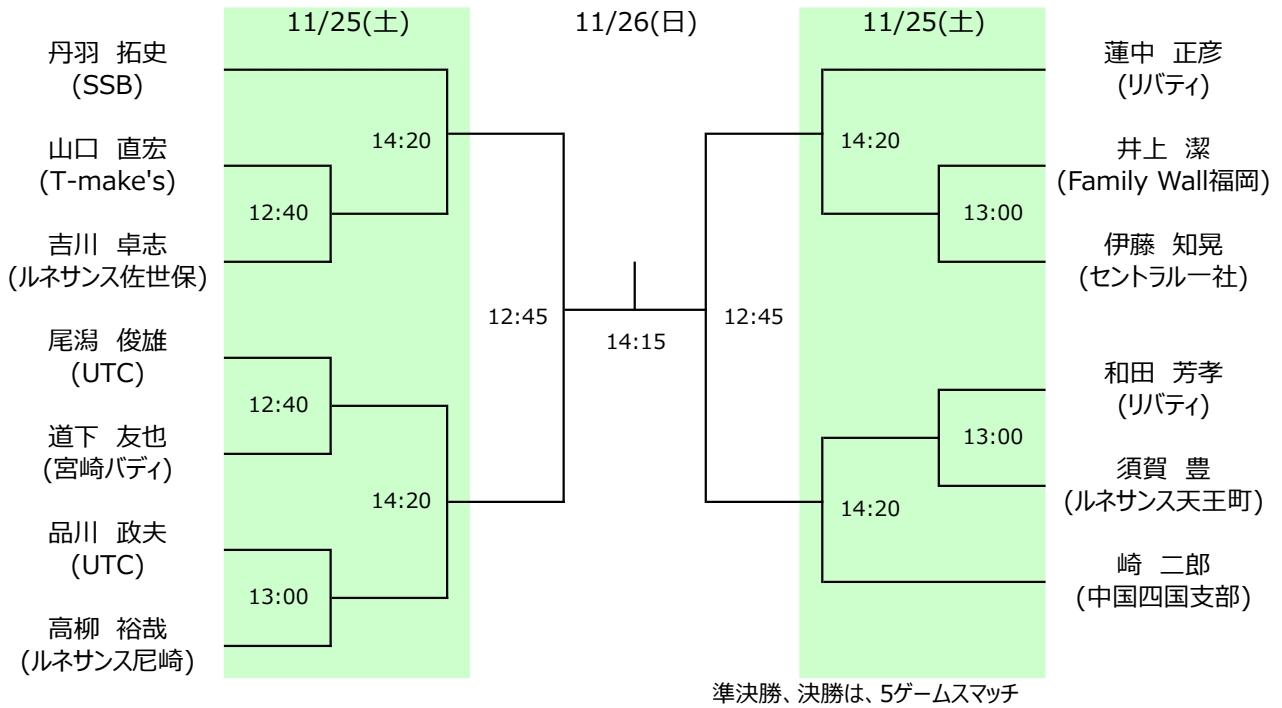 11/25(土)
11/26(日)
11/25(土)
丹羽 拓史
(SSB)
山口 直宏
(T-make's)
吉川 卓志
(ルネサンス佐世保)
尾潟 俊雄
(UTC)
道下 友也
(宮崎バディ)
品川 政夫
(UTC)
高柳 裕哉
(ルネサンス尼崎)
14:20
12:40
12:40
14:20
13:00
12:45
14:15
12:45
14:20
13:00
13:00
14:20
蓮中 正彦
(リバティ)
井上 潔
(Family Wall福岡)
伊藤 知晃
(セントラル一社)
和田 芳孝
(リバティ)
須賀 豊
(ルネサンス天王町)
崎 二郎
(中国四国支部)
準決勝、決勝は、5ゲームスマッチ